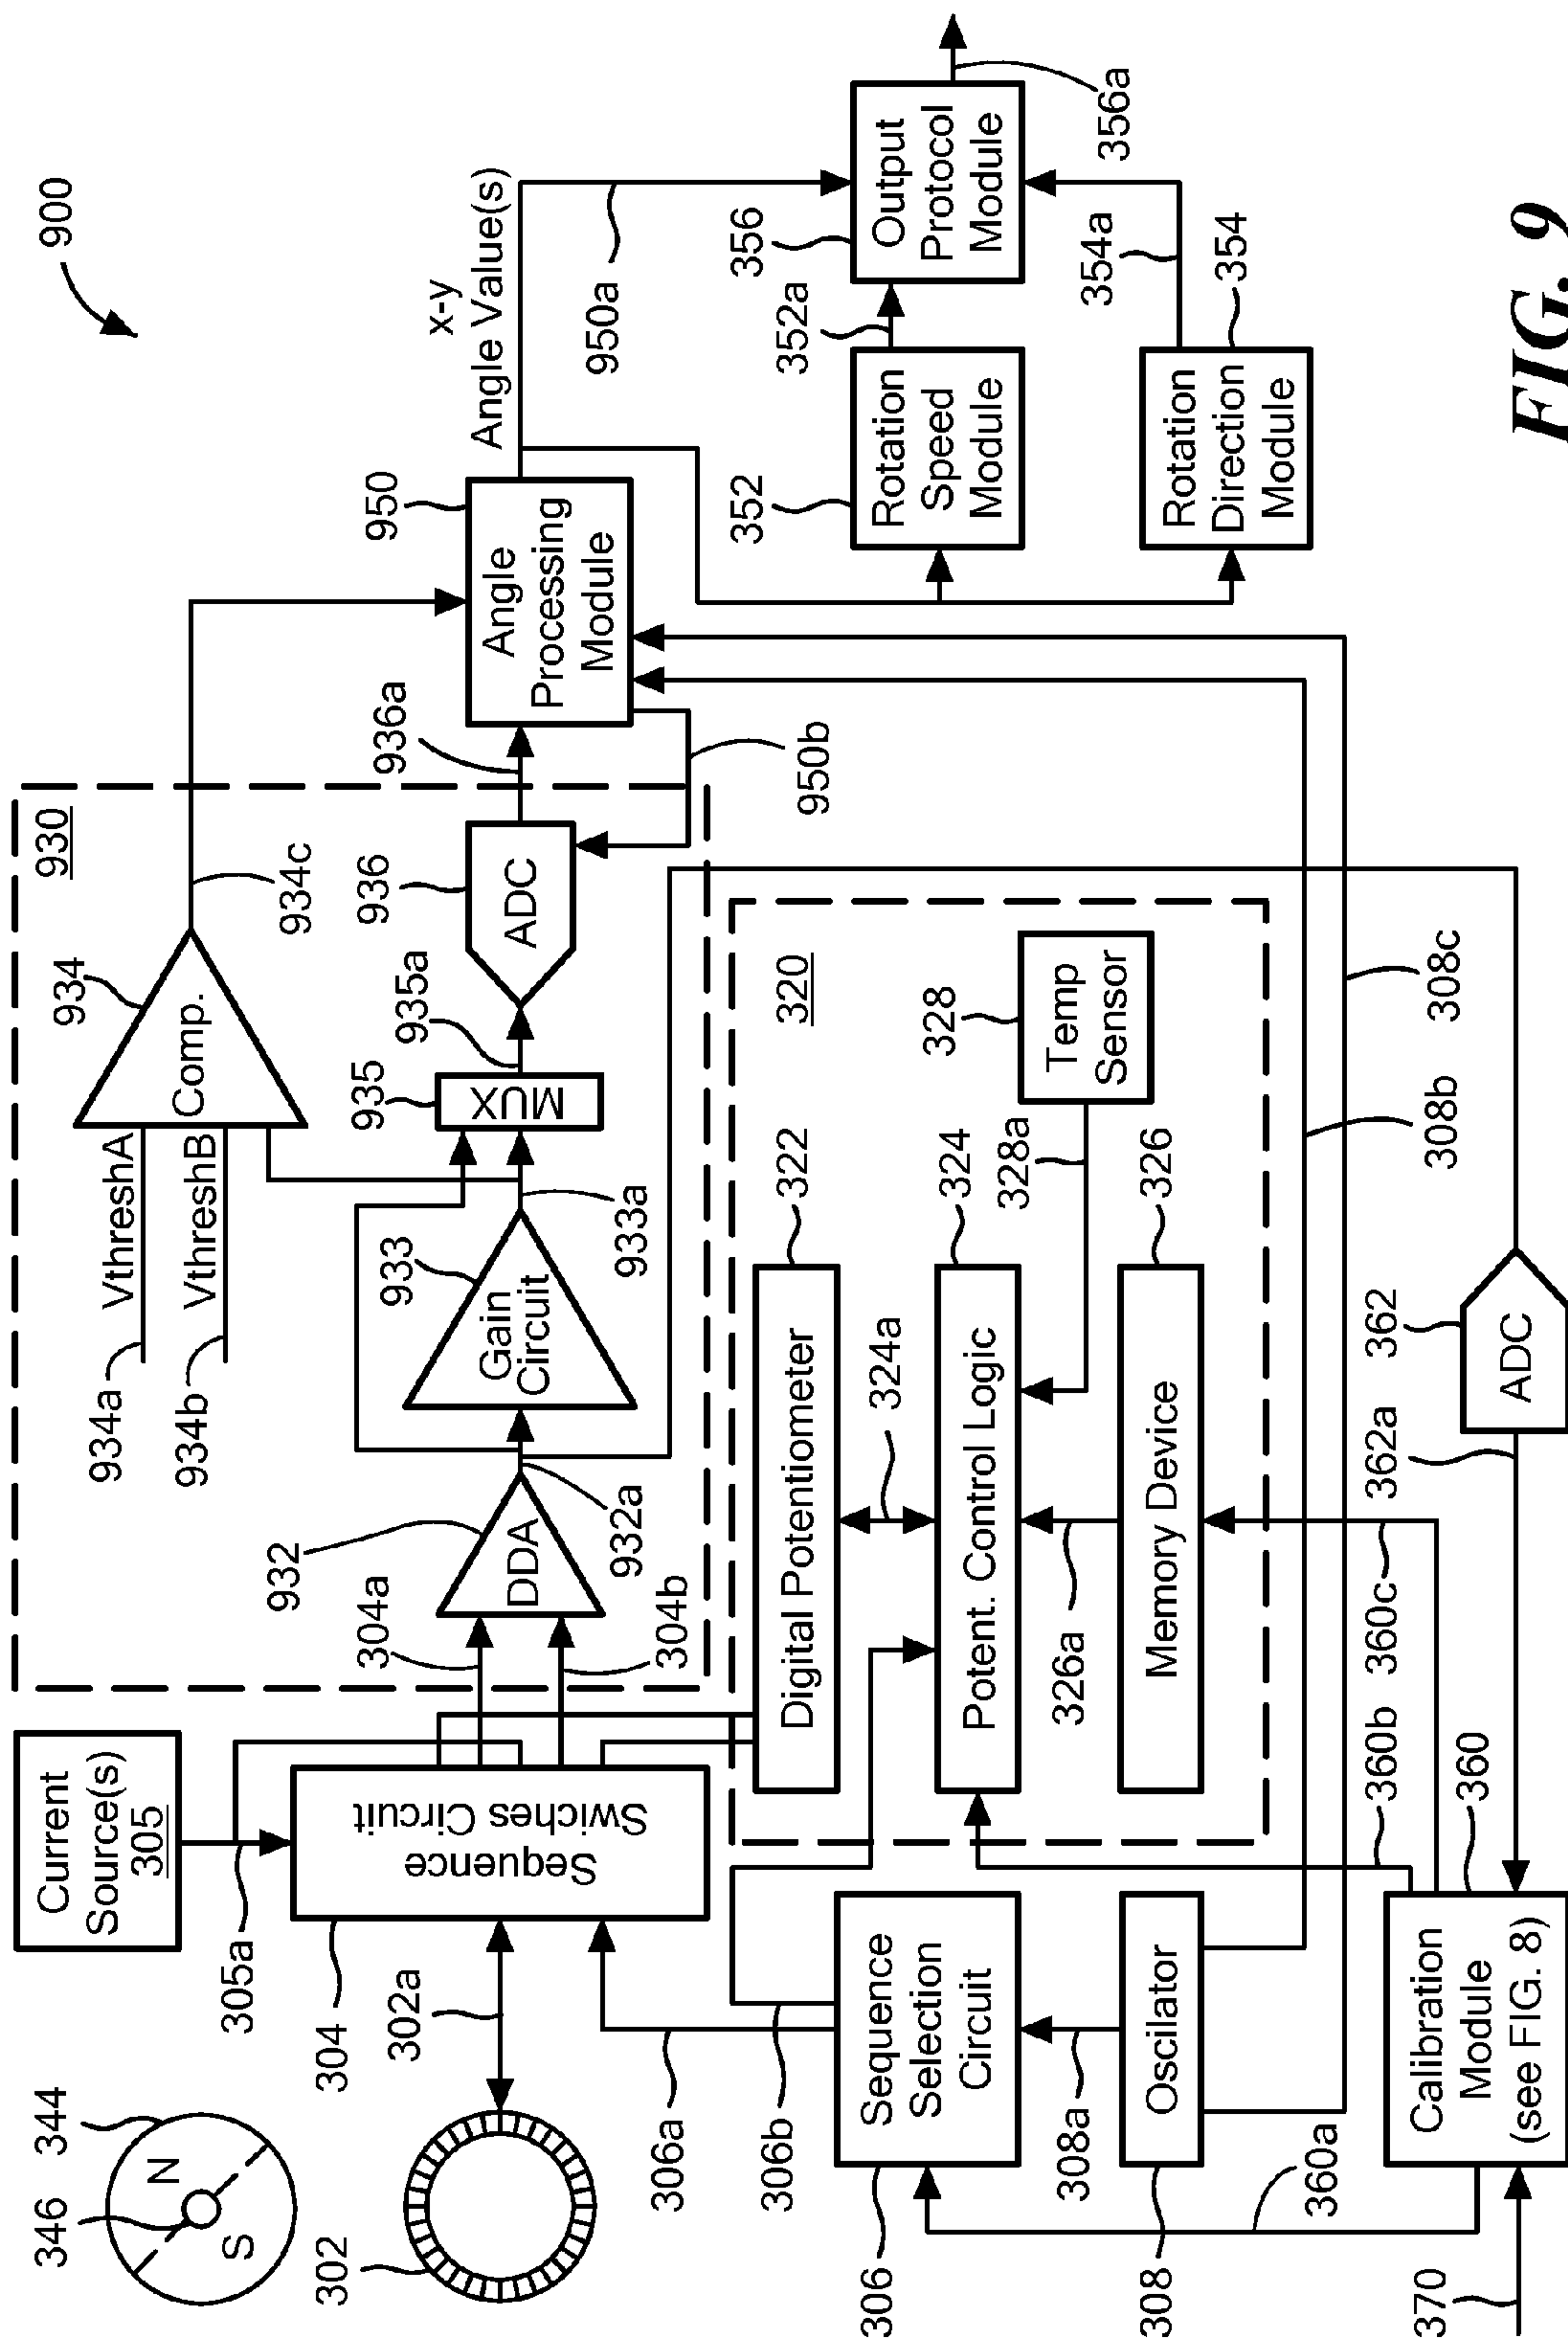 900
344
346
N
S
302
302a
Current
Source(s)
305
305a
304
Sequence
Swiches Circuit
304a
304b
306a
306b
930
934a
VthreshA
934b
VthreshB
934
Comp.
934c
932
DDA
932a
933
Gain
Circuit
933a
935
MUX
935a
936
ADC
936a
950
Angle
Processing
Module
950b
x-y
Angle Value(s)
950a
320
322
Digital Potentiometer
324a
324
Potent. Control Logic
326a
326
Memory Device
328
Temp
Sensor
328a
306
Sequence
Selection
Circuit
308a
308
Oscilator
308b
308c
352
Rotation
Speed
Module
352a
354
Rotation
Direction
Module
354a
356
Output
Protocol
Module
356a
360a
360
Calibration
Module
(see FIG. 8)
360b
360c
362a
362
ADC
370
FIG. 9